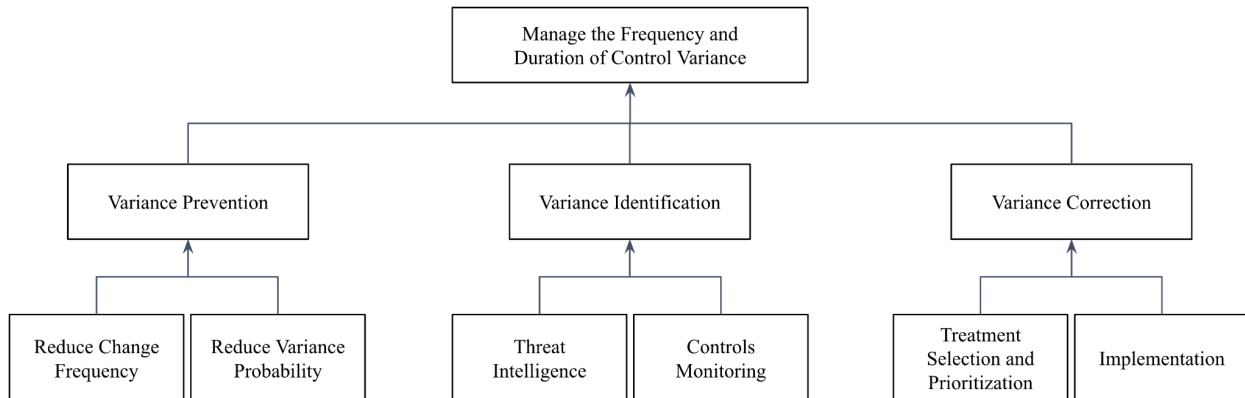 Manage the Frequency and
Duration of Control Variance
Variance Prevention
Variance Identification
Variance Correction
Reduce Change
Frequency
Reduce Variance
Probability
Threat
Intelligence
Controls
Monitoring
Treatment
Selection and
Prioritization
Implementation